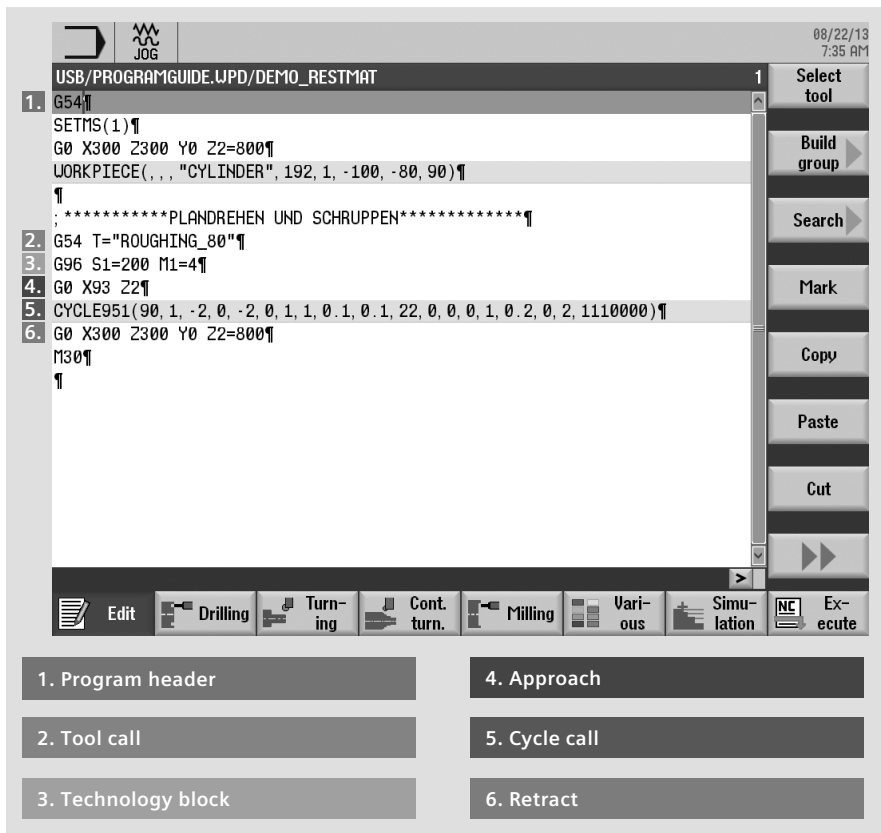 JOG
08/22/13
7:35 AM
USB/PROGRAMGUIDE.WPD/DEMO_RESTMAT 1
Select
tool
1. G54¶
SETMS(1)¶
G0 X300 Z300 Y0 Z2=800¶
WORKPIECE(,,,"CYLINDER",192,1,-100,-80,90)¶
¶
;***********PLANDREHEN UND SCHRUPPEN*************¶
2. G54 T="ROUGHING_80"¶
3. G96 S1=200 M1=4¶
4. G0 X93 Z2¶
5. CYCLE951(90,1,-2,0,-2,0,1,1,0.1,0.1,22,0,0,0,1,0.2,0,2,1110000)¶
6. G0 X300 Z300 Y0 Z2=800¶
M30¶
¶
Build
group
Search
Mark
Copy
Paste
Cut
>
Edit
Drilling
Turn-
ing
Cont.
turn.
Milling
Vari-
ous
Simu-
lation
NC
Ex-
ecute
1. Program header
2. Tool call
3. Technology block
4. Approach
5. Cycle call
6. Retract